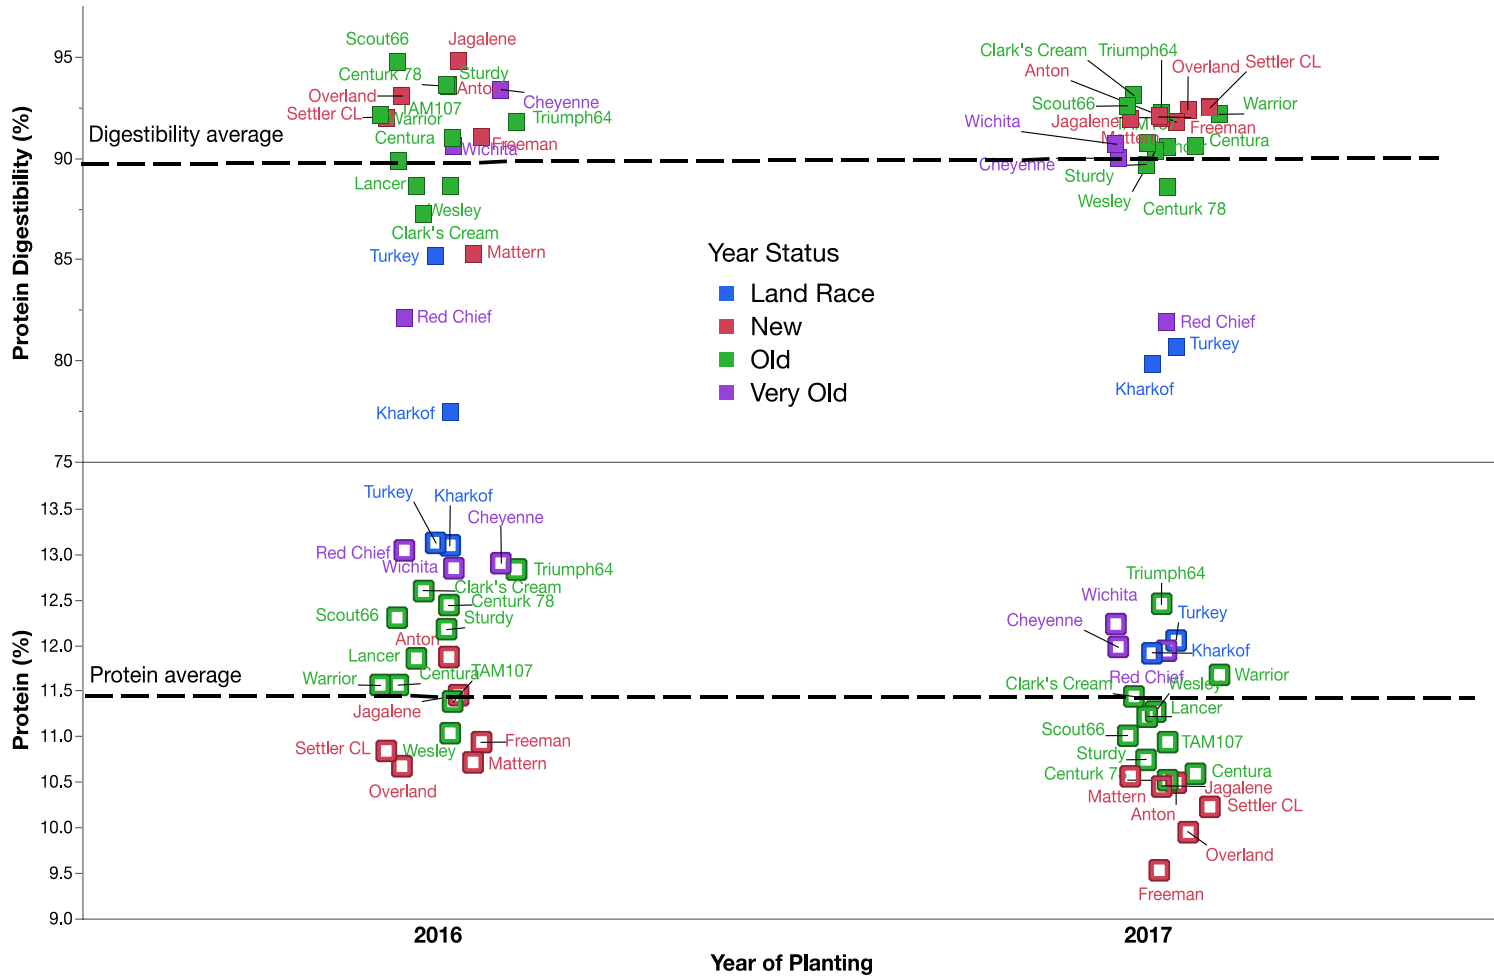 Scout66
Jagalene
95
Centurk 78
Sturdy
Anton
Overland
Cheyenne
TAM107
Settler CL
Warrior
Triumph64
Digestibility average
Centura
Freeman
Wichita
90
Lancer
Wesley
Clark's Cream
Turkey
Mattern
85
Red Chief
80
Kharkof
75
Clark's Cream
Triumph64
Anton
Overland
Settler CL
Scout66
Warrior
Wichita
Jagalene
Freeman
Mattern
Centura
Cheyenne
Sturdy
Wesley
Centurk 78
Red Chief
Turkey
Kharkof
Year Status
Land Race
New
Old
Very Old
Protein Digestibility (%)
13.5
13.0
12.5
12.0
11.5
11.0
10.5
10.0
9.5
9.0
Protein (%)
Turkey
Kharkof
Cheyenne
Red Chief
Wichita
Triumph64
Clark's Cream
Centurk 78
Scout66
Sturdy
Anton
Lancer
TAM107
Warrior
Centura
Protein average
Jagalene
Settler CL
Wesley
Freeman
Mattern
Overland
Triumph64
Wichita
Turkey
Cheyenne
Kharkof
Red Chief
Warrior
Clark's Cream
Wesley
Lancer
Scout66
TAM107
Sturdy
Centurk 78
Centura
Mattern
Jagalene
Anton
Settler CL
Overland
Freeman
2016
2017
Year of Planting